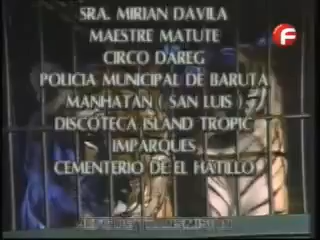 SRA. MIRIAN DAVILA
MAESTRE MATUTE
CIRCO DAREG
POLICIA MUNICIPAL DE BARUTA
MANHATAN ( SAN LUIS )
DISCOTECA ISLAND TROPIC
IMPARQUES
CEMENTERIO DE EL HATILLO